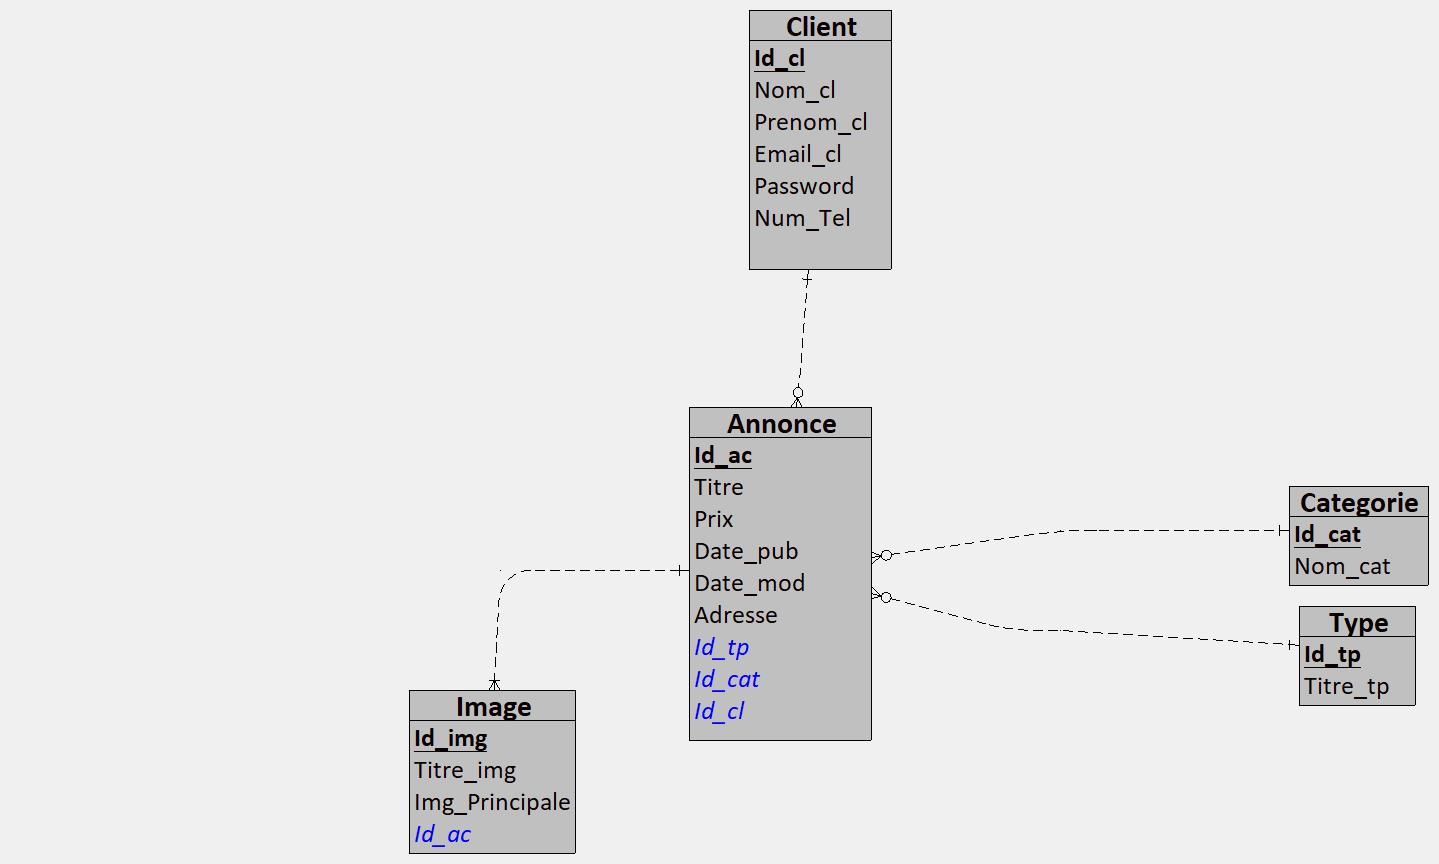 Client
Id_cl
Nom_cl
Prenom_cl
Email_cl
Password
Num_Tel
Annonce
Id_ac
Titre
Prix
Date_pub
Date_mod
Adresse
Id_tp
Id_cat
Id_cl
Categorie
Id_cat
Nom_cat
Type
Id_tp
Titre_tp
Image
Id_img
Titre_img
Img_Principale
Id_ac